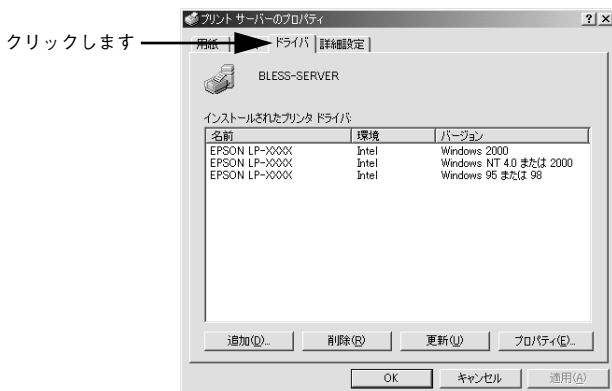 プリント サーバーのプロパティ
クリックします
用紙 ドライバ 詳細設定
BLESS-SERVER
インストールされたプリンタ ドライバ:
名前 環境 バージョン
EPSON LP-XXXX Intel Windows 2000
EPSON LP-XXXX Intel Windows NT 4.0 または 2000
EPSON LP-XXXX Intel Windows 95 または 98
追加(D)... 削除(R) 更新(U) プロパティ(E)...
OK キャンセル 適用(A)